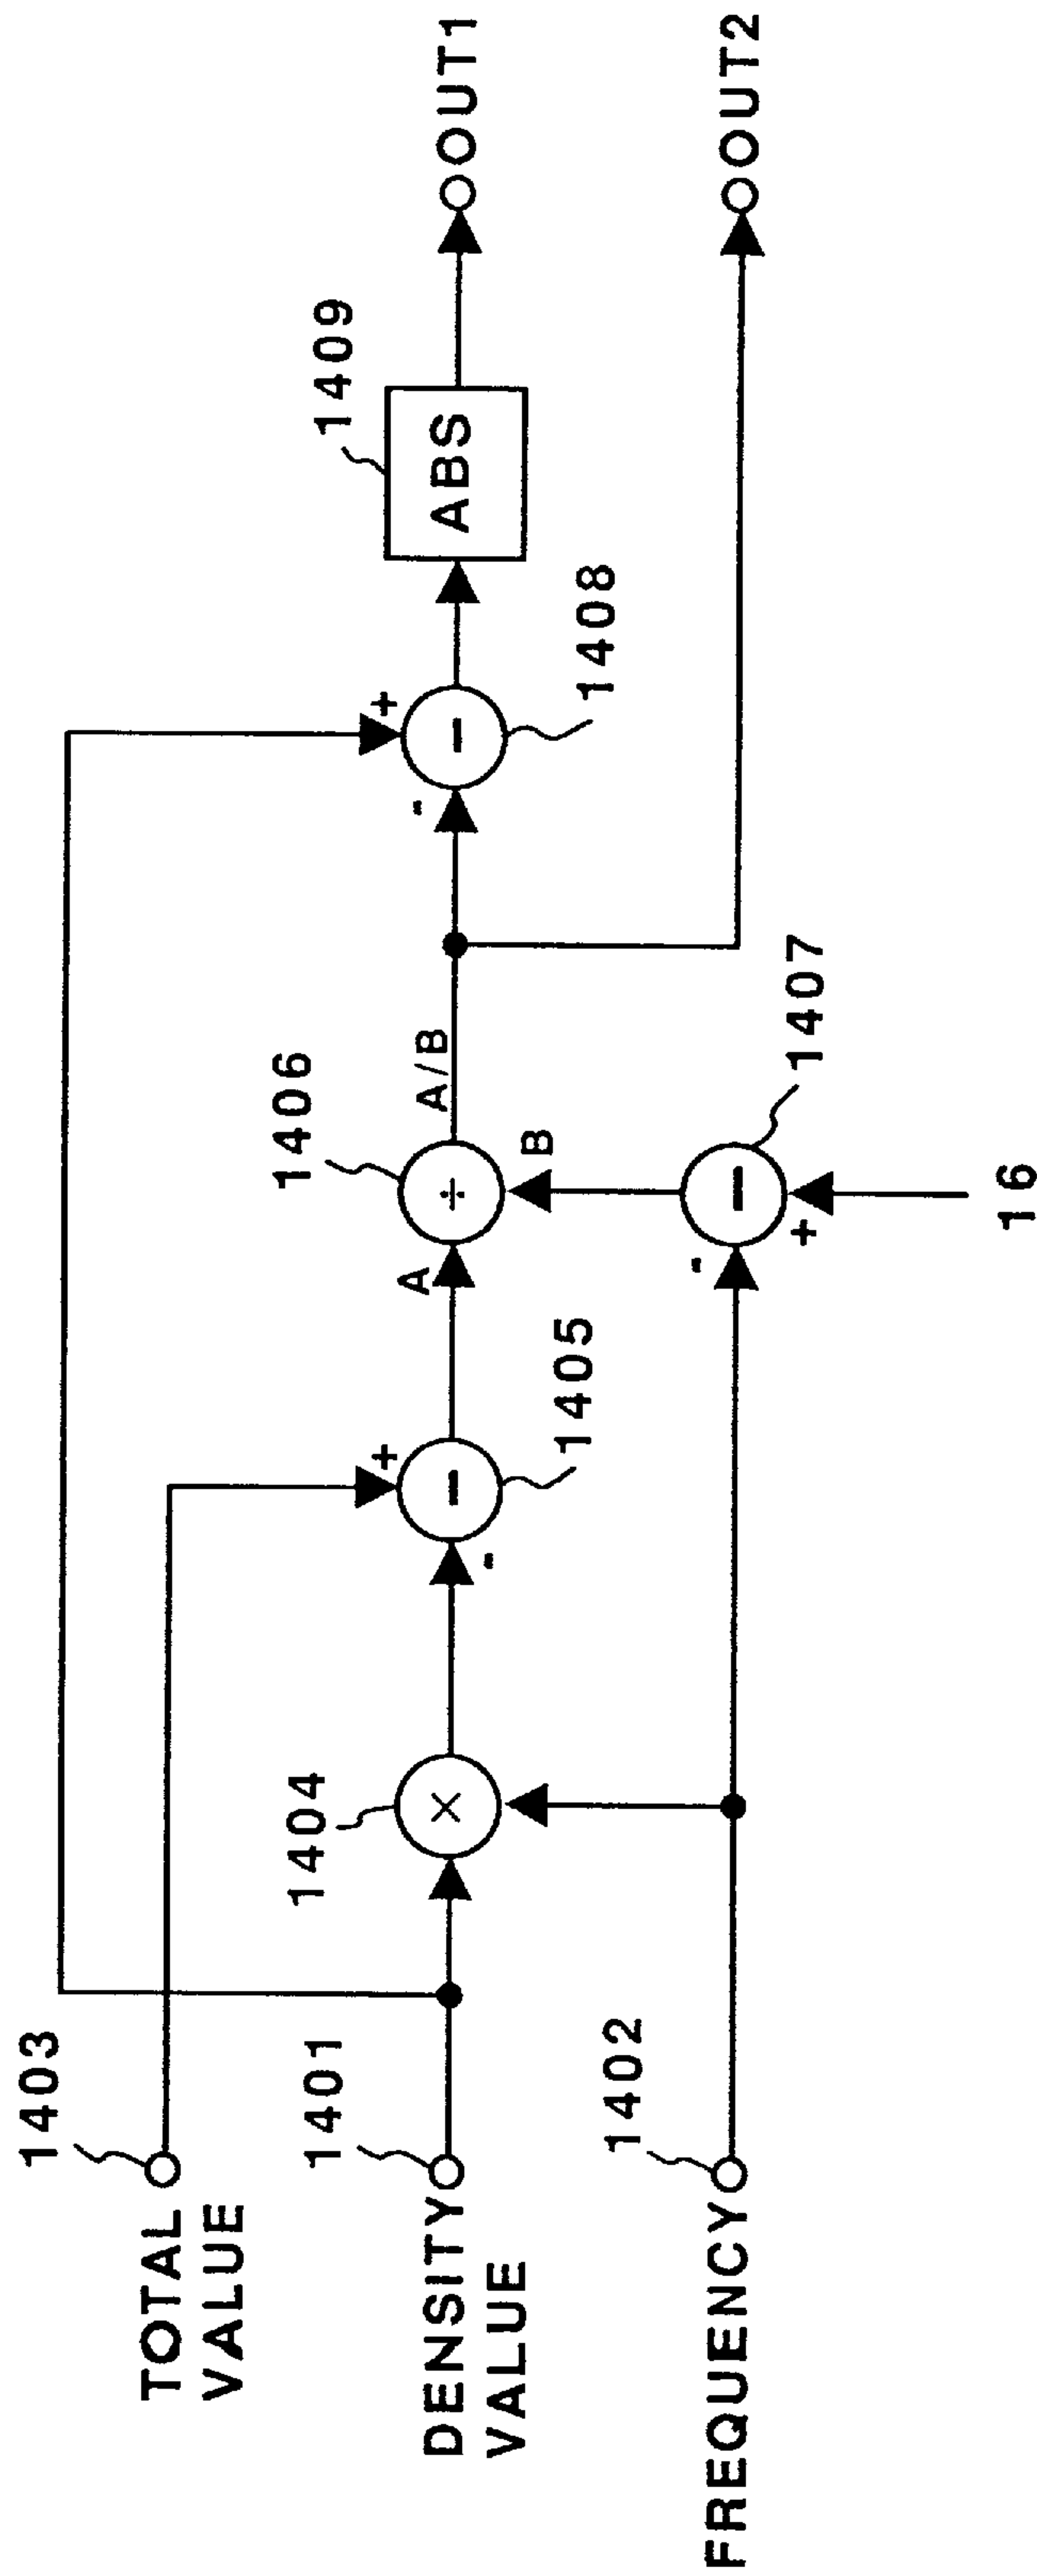 1403
TOTAL
VALUE
1401
DENSITY
VALUE
1402
FREQUENCY
1404
×
-
+
-
1405
A
÷
1406
A/B
B
-
+
-
1407
16
-
+
-
1408
ABS
1409
OUT1
OUT2